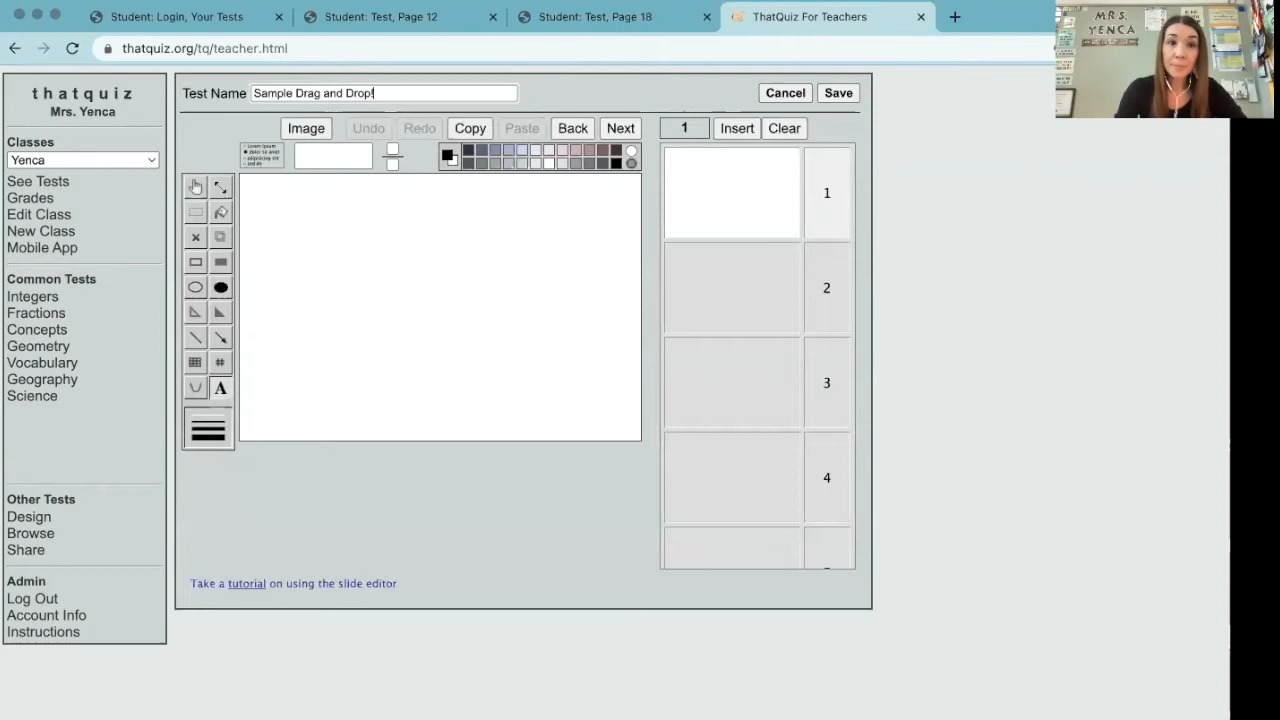 Student: Login, Your Tests
Student: Test, Page 12
Student: Test, Page 18
ThatQuiz For Teachers
thatquiz.org/tq/teacher.html
MRS.
YENCA
thatquiz
Mrs. Yenca
Classes
Yenca
See Tests
Grades
Edit Class
New Class
Mobile App
Common Tests
Integers
Fractions
Concepts
Geometry
Vocabulary
Geography
Science
Other Tests
Design
Browse
Share
Admin
Log Out
Account Info
Instructions
Test Name Sample Drag and Drop! Cancel Save
Image Undo Redo Copy Paste Back Next 1 Insert Clear
A
1
2
3
4
Take a tutorial on using the slide editor